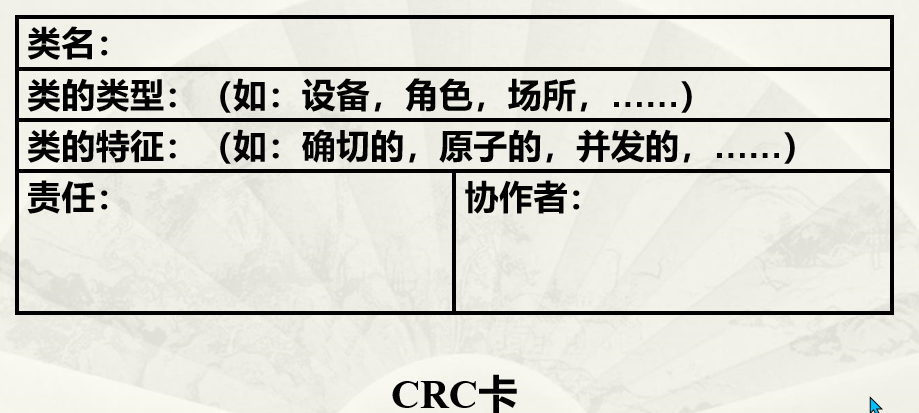 类名：
类的类型：（如：设备，角色，场所，……）
类的特征：（如：确切的，原子的，并发的，……）
责任：
协作者：
CRC卡